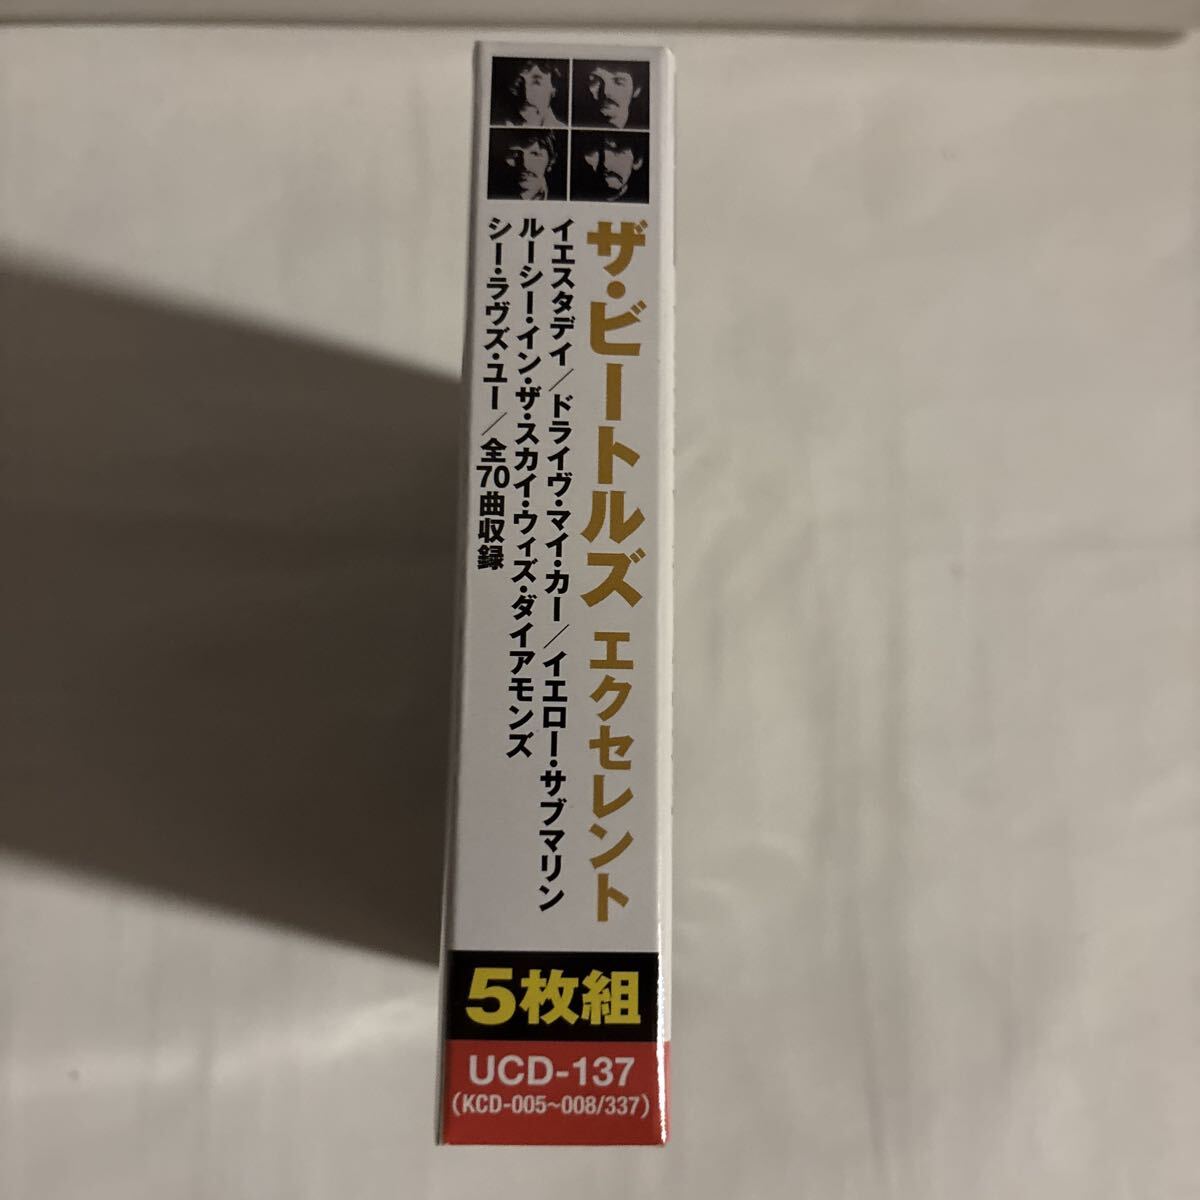 ザ・ビートルズ エクセレント
イエスタデイ／ドライヴ・マイ・カー／イエロー・サブマリン
ルーシー・イン・ザ・スカイ・ウィズ・ダイアモンズ
シー・ラヴズ・ユー／全70曲収録
5枚組
UCD-137
(KCD-005~008/337)